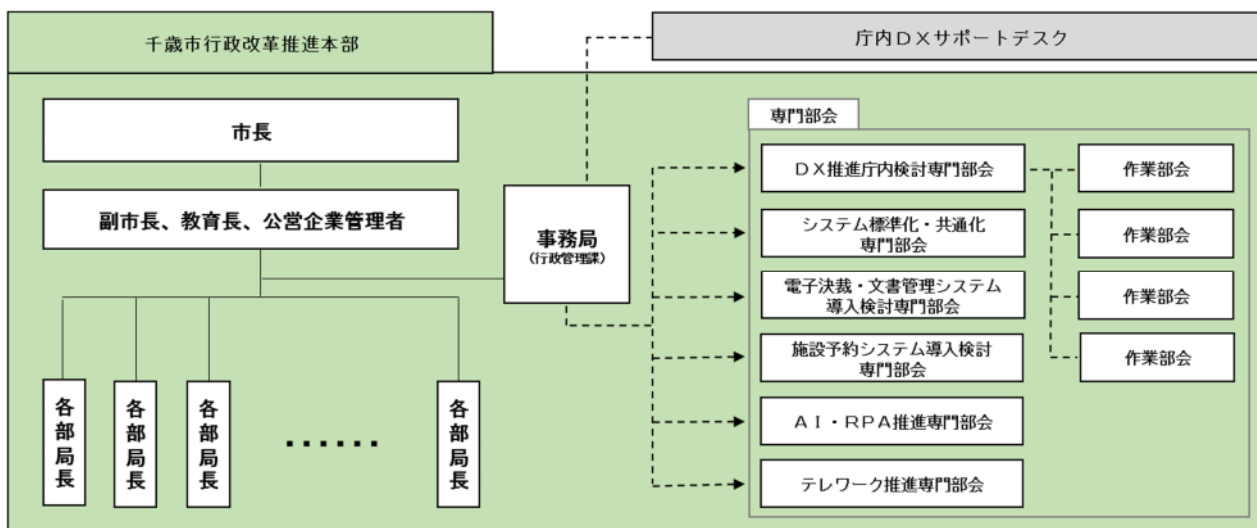 千歳市行政改革推進本部
庁内ＤＸサポートデスク
市長
副市長、教育長、公営企業管理者
事務局
(行政管理課)
各部局長
各部局長
各部局長
……
各部局長
専門部会
ＤＸ推進庁内検討専門部会
システム標準化・共通化
専門部会
電子決裁・文書管理システム
導入検討専門部会
施設予約システム導入検討
専門部会
ＡＩ・ＲＰＡ推進専門部会
テレワーク推進専門部会
作業部会
作業部会
作業部会
作業部会